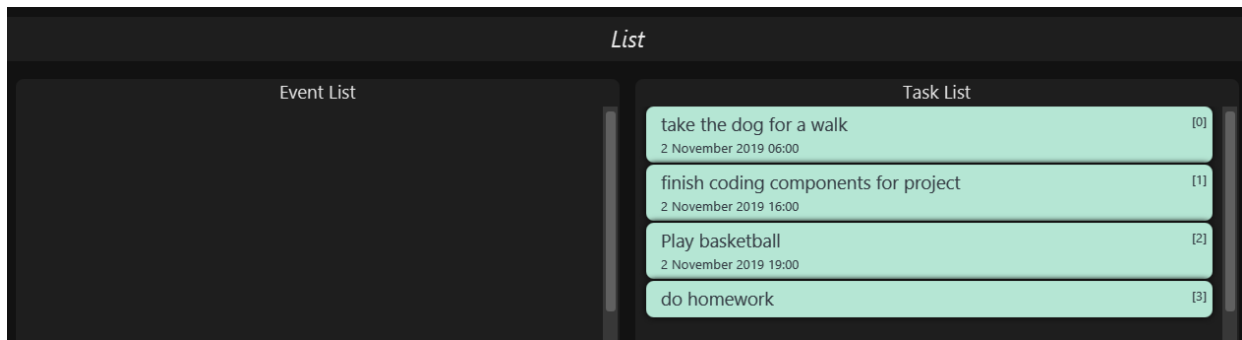 List
Event List
Task List
take the dog for a walk [0]
2 November 2019 06:00
finish coding components for project [1]
2 November 2019 16:00
Play basketball [2]
2 November 2019 19:00
do homework [3]